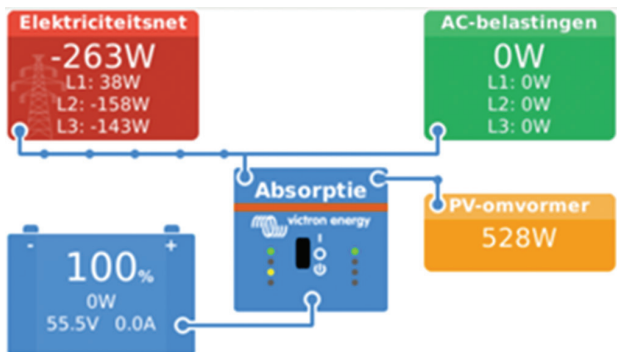 Elektriciteitsnet
-263W
L1: 38W
L2: -158W
L3: -143W
AC-belastingen
0W
L1: 0W
L2: 0W
L3: 0W
Absorptie
victron energy
PV-omvormer
528W
- +
100%
0W
55.5V 0.0A